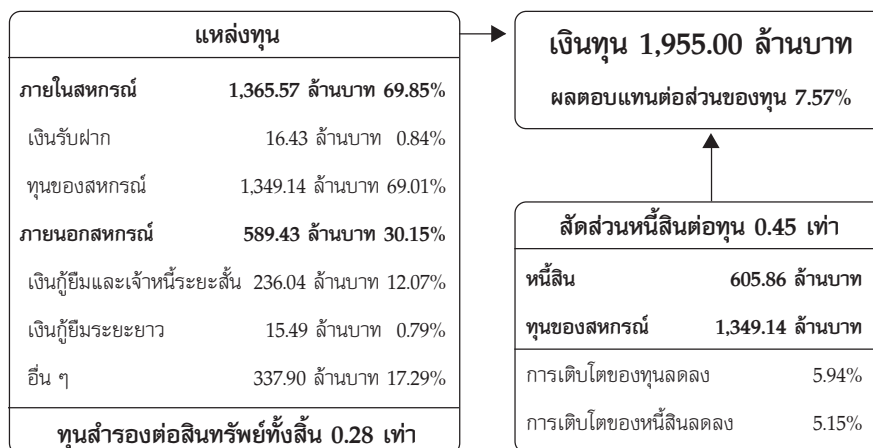 แหล่งทุน
ภายในสหกรณ์ 1,365.57 ล้านบาท 69.85%
เงินรับฝาก 16.43 ล้านบาท 0.84%
ทุนของสหกรณ์ 1,349.14 ล้านบาท 69.01%
ภายนอกสหกรณ์ 589.43 ล้านบาท 30.15%
เงินกู้ยืมและเจ้าหนี้ระยะสั้น 236.04 ล้านบาท 12.07%
เงินกู้ยืมระยะยาว 15.49 ล้านบาท 0.79%
อื่น ๆ 337.90 ล้านบาท 17.29%
ทุนสำรองต่อสินทรัพย์ทั้งสิ้น 0.28 เท่า
เงินทุน 1,955.00 ล้านบาท
ผลตอบแทนต่อส่วนของทุน 7.57%
สัดส่วนหนี้สินต่อทุน 0.45 เท่า
หนี้สิน 605.86 ล้านบาท
ทุนของสหกรณ์ 1,349.14 ล้านบาท
การเติบโตของทุนลดลง 5.94%
การเติบโตของหนี้สินลดลง 5.15%